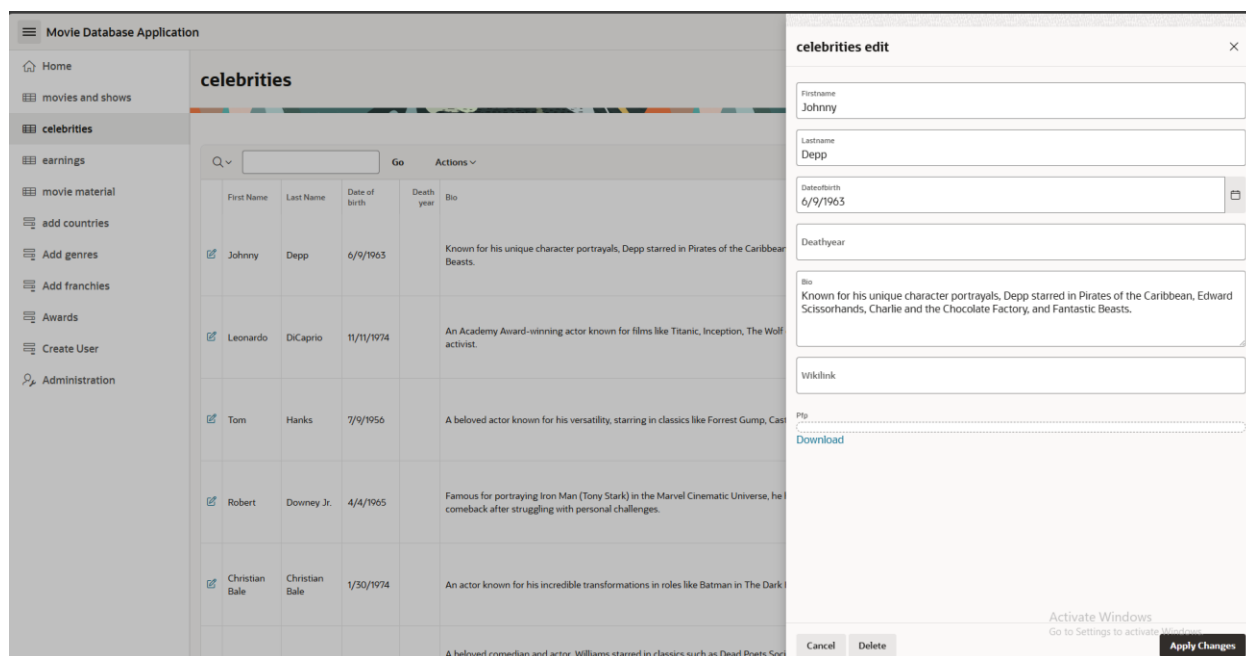 Movie Database Application
Home
movies and shows
celebrities
earnings
movie material
add countries
Add genres
Add franchies
Awards
Create User
Administration
celebrities
Go Actions
First Name Last Name Date of birth Death year Bio
Johnny Depp 6/9/1963 Known for his unique character portrayals, Depp starred in Pirates of the Caribbean
Beasts.
Leonardo DiCaprio 11/11/1974 An Academy Award-winning actor known for films like Titanic, Inception, The Wolf
activist.
Tom Hanks 7/9/1956 A beloved actor known for his versatility, starring in classics like Forrest Gump, Cast
Robert Downey Jr. 4/4/1965 Famous for portraying Iron Man (Tony Stark) in the Marvel Cinematic Universe, he
comeback after struggling with personal challenges.
Christian Bale Christian Bale 1/30/1974 An actor known for his incredible transformations in roles like Batman in The Dark
A beloved comedian and actor, Williams starred in classics such as Dead Poets Soci
celebrities edit
Firstname
Johnny
Lastname
Depp
Dateofbirth
6/9/1963
Deathyear
Bio
Known for his unique character portrayals, Depp starred in Pirates of the Caribbean, Edward
Scissorhands, Charlie and the Chocolate Factory, and Fantastic Beasts.
Wikilink
Pfp
Download
Activate Windows
Go to Settings to activate Windows.
Cancel Delete Apply Changes